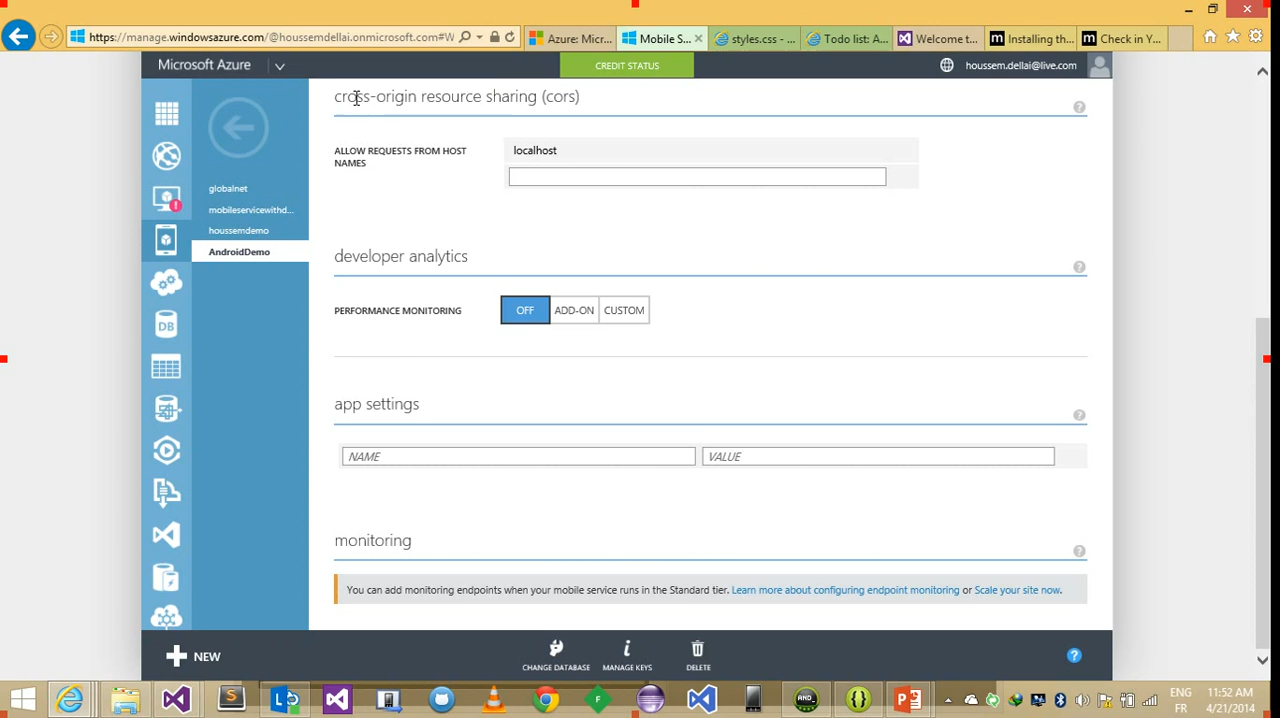 https://manage.windowsazure.com/@houssemdellai.onmicrosoft.com#W
Azure: Micr...
Mobile S...
styles.css - ...
Todo list: A...
Welcome t...
Installing th...
Check in Y...
Microsoft Azure
CREDIT STATUS
houssem.dellai@live.com
cross-origin resource sharing (cors)
?
ALLOW REQUESTS FROM HOST
NAMES
localhost
globalnet
mobileservicewithd...
houssemdemo
AndroidDemo
developer analytics
?
PERFORMANCE MONITORING
OFF
ADD-ON
CUSTOM
DB
app settings
?
NAME
VALUE
monitoring
?
You can add monitoring endpoints when your mobile service runs in the Standard tier. Learn more about configuring endpoint monitoring or Scale your site now.
NEW
CHANGE DATABASE
MANAGE KEYS
DELETE
?
ENG
FR
11:52 AM
4/21/2014